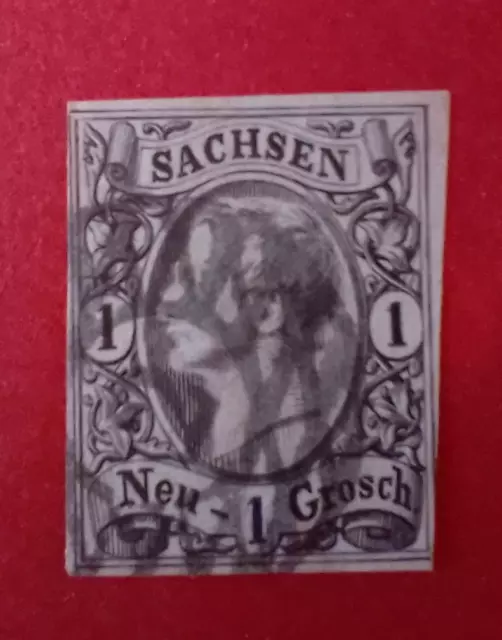 SACHSEN
1 1
Neu - 1 Grosch.